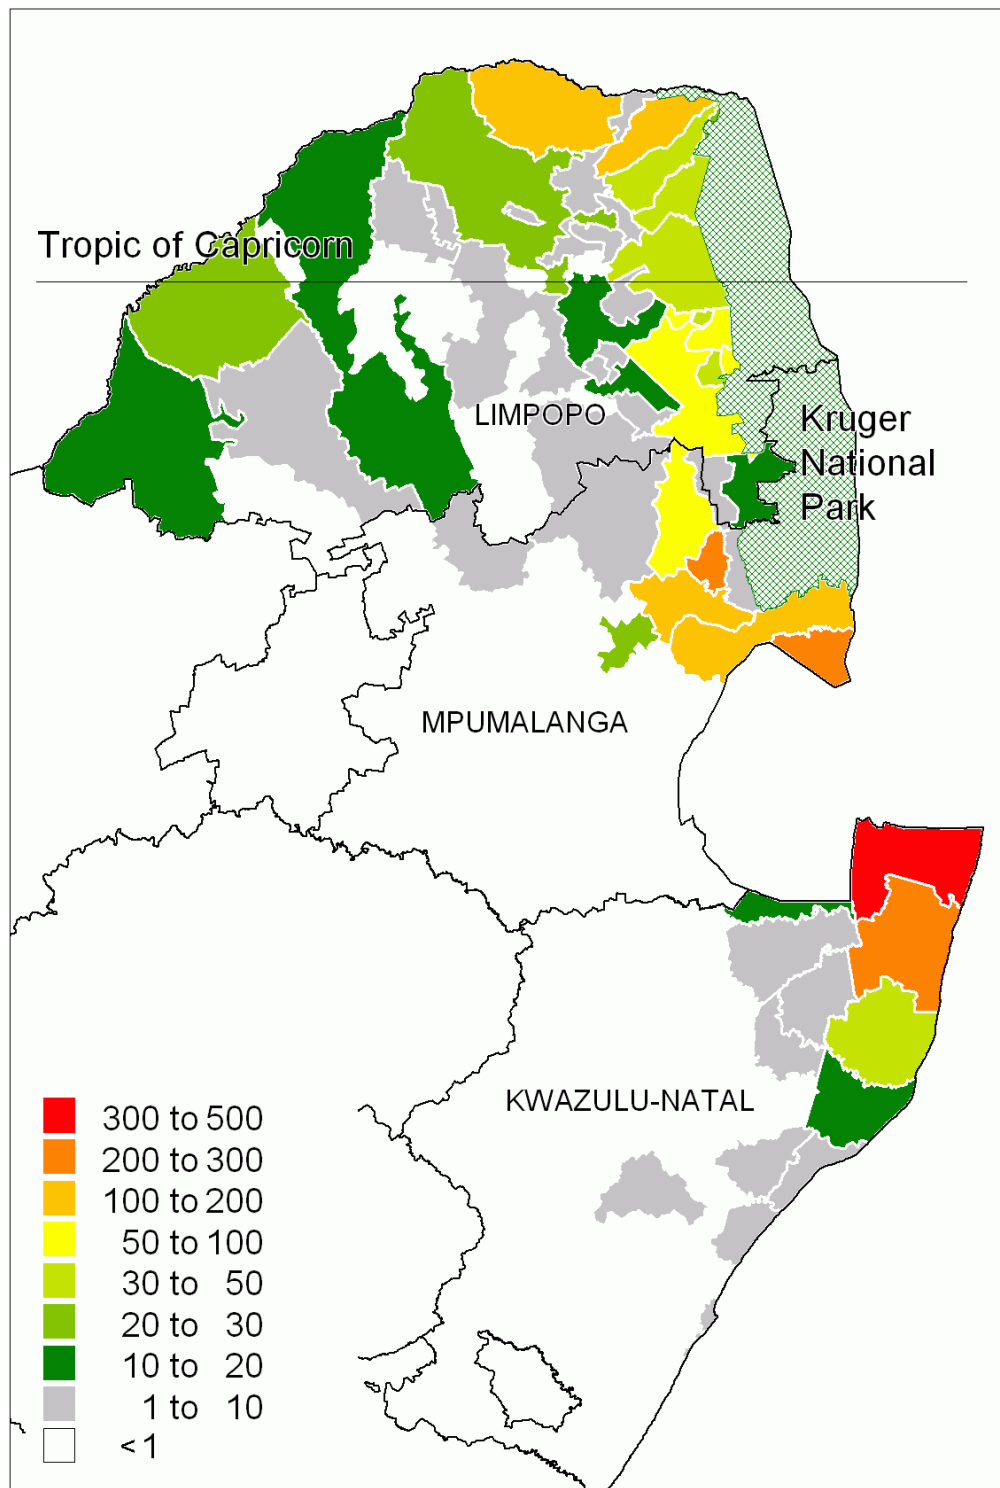 Tropic of Capricorn
LIMPOPO
Kruger
National
Park
MPUMALANGA
KWAZULU-NATAL
300 to 500
200 to 300
100 to 200
50 to 100
30 to 50
20 to 30
10 to 20
1 to 10
<1